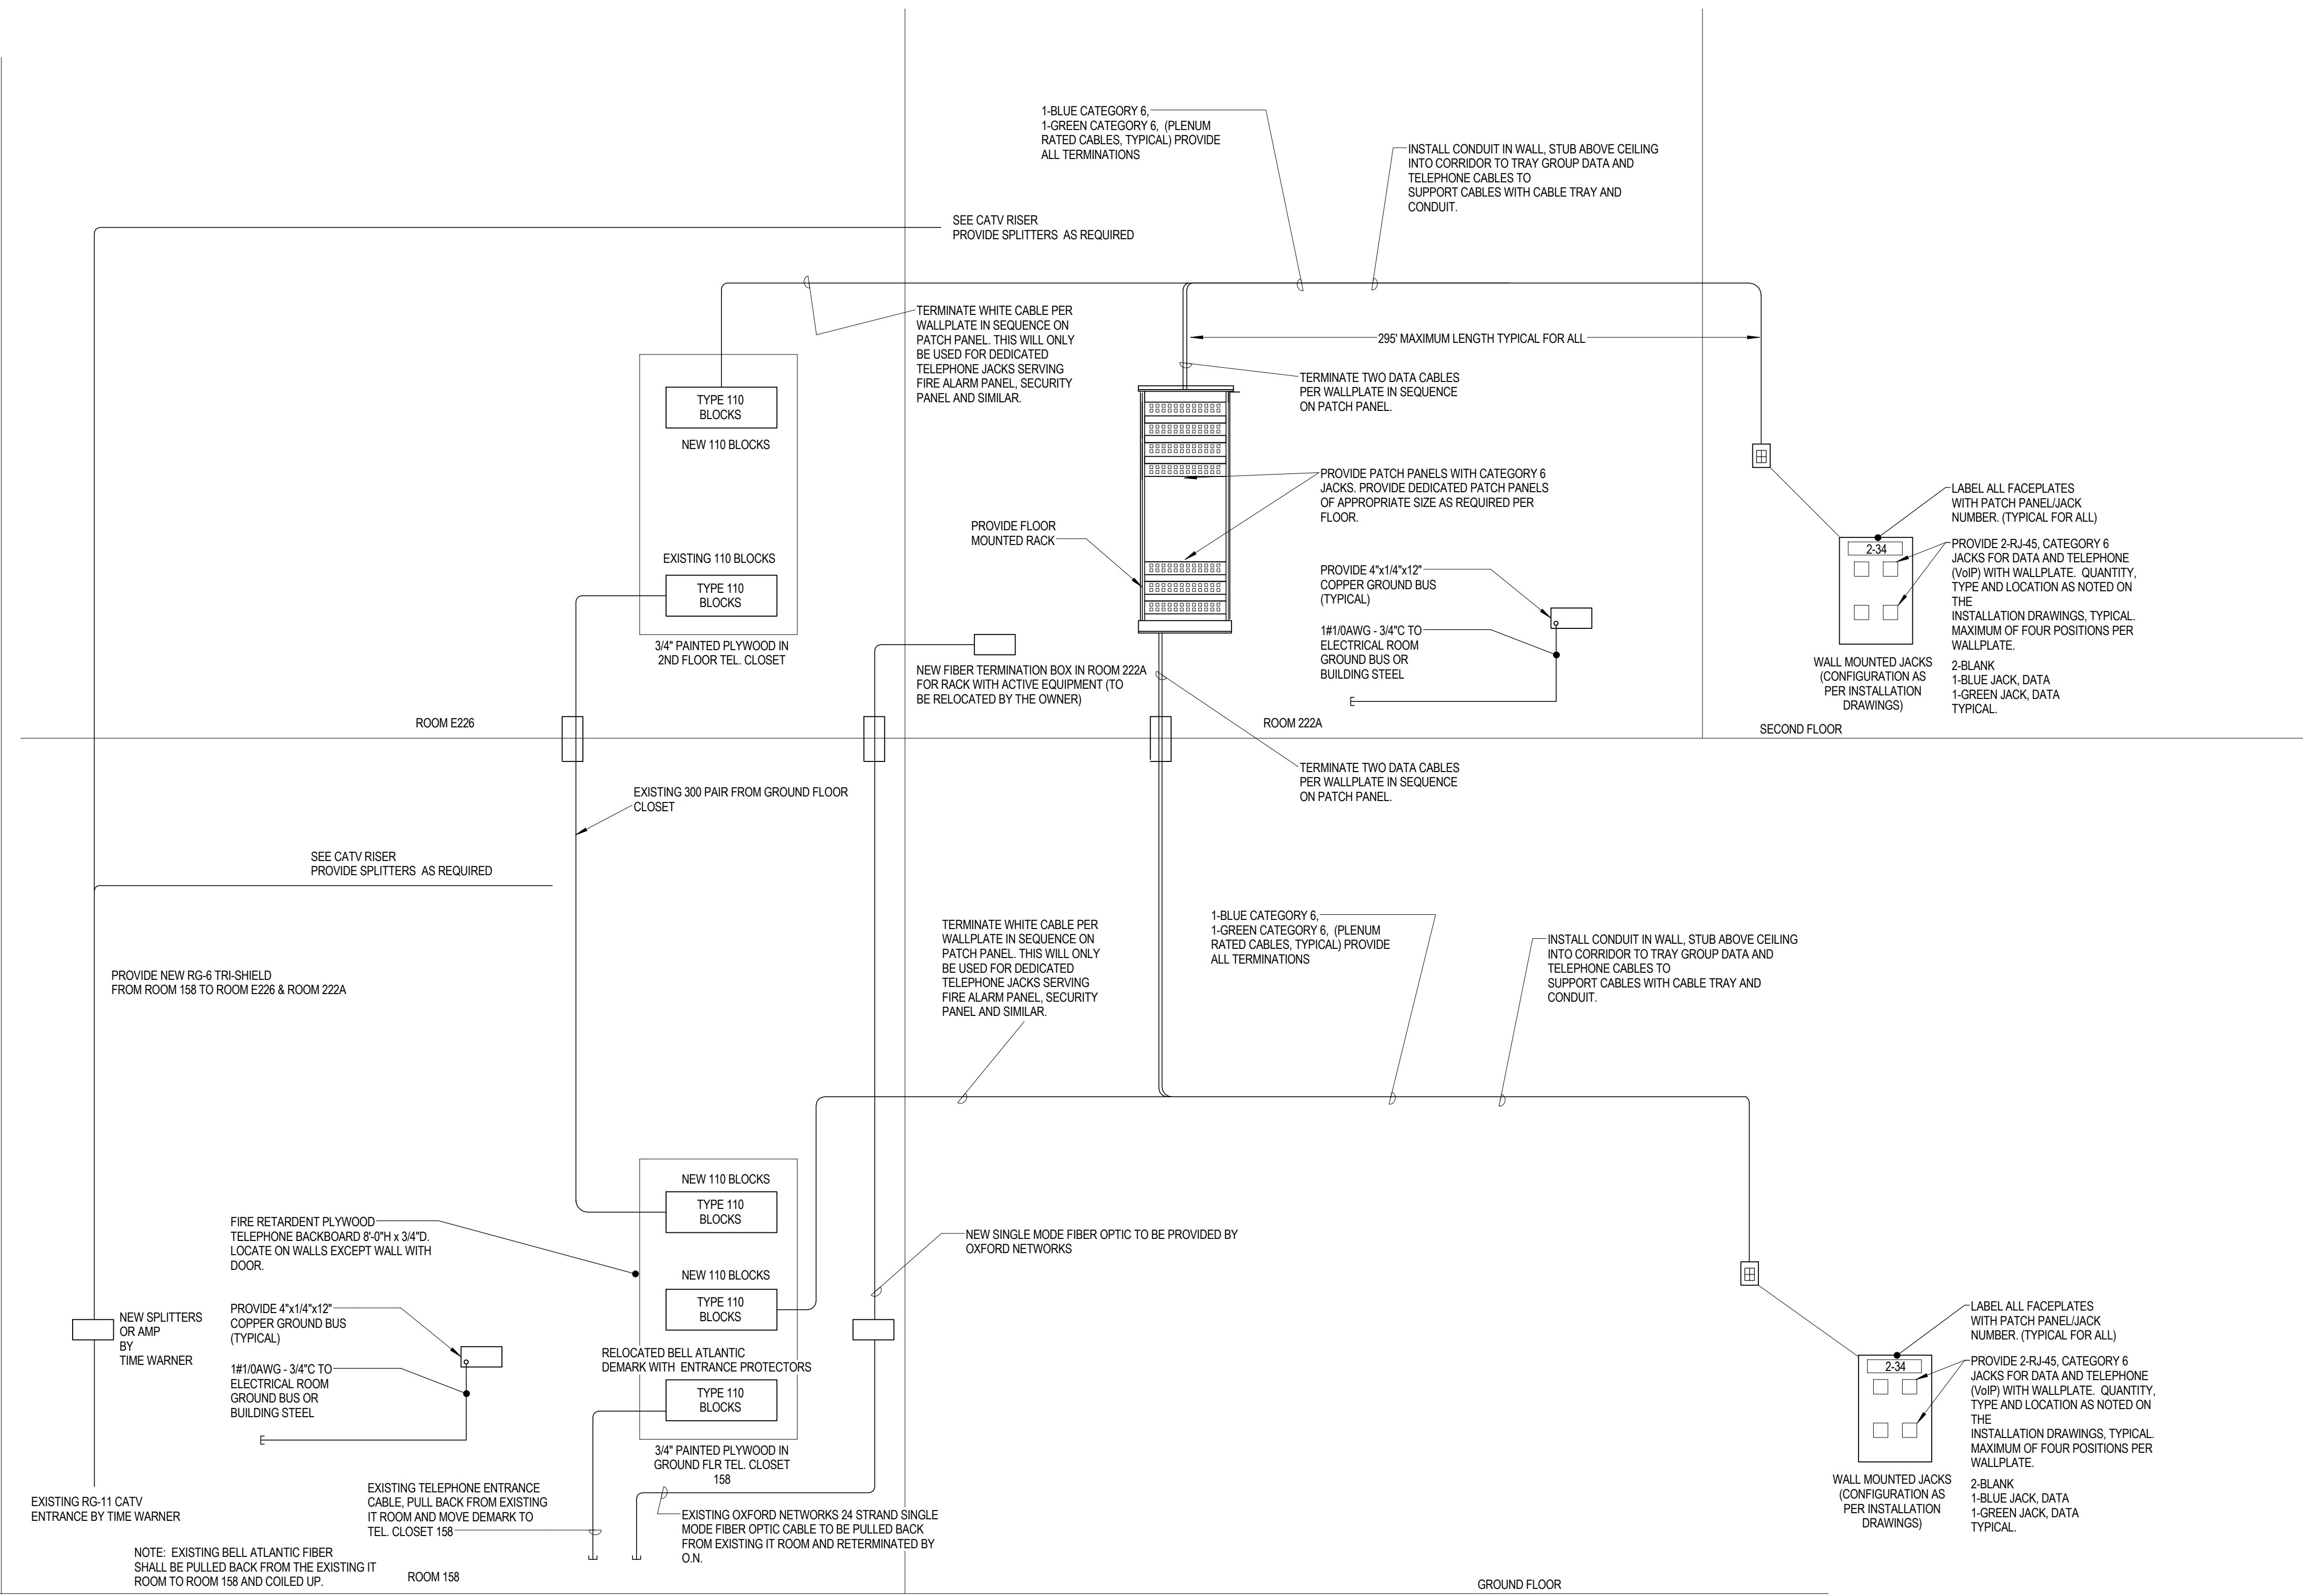 1-BLUE CATEGORY 6,
1-GREEN CATEGORY 6, (PLENUM
RATED CABLES, TYPICAL) PROVIDE
ALL TERMINATIONS
INSTALL CONDUIT IN WALL, STUB ABOVE CEILING
INTO CORRIDOR TO TRAY GROUP DATA AND
TELEPHONE CABLES TO
SUPPORT CABLES WITH CABLE TRAY AND
CONDUIT.
SEE CATV RISER
PROVIDE SPLITTERS AS REQUIRED
TERMINATE WHITE CABLE PER
WALLPLATE IN SEQUENCE ON
PATCH PANEL. THIS WILL ONLY
BE USED FOR DEDICATED
TELEPHONE JACKS SERVING
FIRE ALARM PANEL, SECURITY
PANEL AND SIMILAR.
295' MAXIMUM LENGTH TYPICAL FOR ALL
TERMINATE TWO DATA CABLES
PER WALLPLATE IN SEQUENCE
ON PATCH PANEL.
TYPE 110
BLOCKS
NEW 110 BLOCKS
EXISTING 110 BLOCKS
TYPE 110
BLOCKS
3/4" PAINTED PLYWOOD IN
2ND FLOOR TEL. CLOSET
PROVIDE FLOOR
MOUNTED RACK
PROVIDE PATCH PANELS WITH CATEGORY 6
JACKS. PROVIDE DEDICATED PATCH PANELS
OF APPROPRIATE SIZE AS REQUIRED PER
FLOOR.
PROVIDE 4"x1/4"x12"
COPPER GROUND BUS
(TYPICAL)
1#1/0AWG - 3/4"C TO
ELECTRICAL ROOM
GROUND BUS OR
BUILDING STEEL
NEW FIBER TERMINATION BOX IN ROOM 222A
FOR RACK WITH ACTIVE EQUIPMENT (TO
BE RELOCATED BY THE OWNER)
LABEL ALL FACEPLATES
WITH PATCH PANEL/JACK
NUMBER. (TYPICAL FOR ALL)
2-34
PROVIDE 2-RJ-45, CATEGORY 6
JACKS FOR DATA AND TELEPHONE
(VoIP) WITH WALLPLATE. QUANTITY,
TYPE AND LOCATION AS NOTED ON
THE
INSTALLATION DRAWINGS, TYPICAL.
MAXIMUM OF FOUR POSITIONS PER
WALLPLATE.
2-BLANK
1-BLUE JACK, DATA
1-GREEN JACK, DATA
TYPICAL.
WALL MOUNTED JACKS
(CONFIGURATION AS
PER INSTALLATION
DRAWINGS)
ROOM E226
ROOM 222A
SECOND FLOOR
TERMINATE TWO DATA CABLES
PER WALLPLATE IN SEQUENCE
ON PATCH PANEL.
EXISTING 300 PAIR FROM GROUND FLOOR
CLOSET
SEE CATV RISER
PROVIDE SPLITTERS AS REQUIRED
PROVIDE NEW RG-6 TRI-SHIELD
FROM ROOM 158 TO ROOM E226 & ROOM 222A
TERMINATE WHITE CABLE PER
WALLPLATE IN SEQUENCE ON
PATCH PANEL. THIS WILL ONLY
BE USED FOR DEDICATED
TELEPHONE JACKS SERVING
FIRE ALARM PANEL, SECURITY
PANEL AND SIMILAR.
1-BLUE CATEGORY 6,
1-GREEN CATEGORY 6, (PLENUM
RATED CABLES, TYPICAL) PROVIDE
ALL TERMINATIONS
INSTALL CONDUIT IN WALL, STUB ABOVE CEILING
INTO CORRIDOR TO TRAY GROUP DATA AND
TELEPHONE CABLES TO
SUPPORT CABLES WITH CABLE TRAY AND
CONDUIT.
NEW 110 BLOCKS
TYPE 110
BLOCKS
FIRE RETARDENT PLYWOOD
TELEPHONE BACKBOARD 8'-0"H x 3/4"D.
LOCATE ON WALLS EXCEPT WALL WITH
DOOR.
NEW SINGLE MODE FIBER OPTIC TO BE PROVIDED BY
OXFORD NETWORKS
NEW 110 BLOCKS
TYPE 110
BLOCKS
NEW SPLITTERS
OR AMP
BY
TIME WARNER
PROVIDE 4"x1/4"x12"
COPPER GROUND BUS
(TYPICAL)
1#1/0AWG - 3/4"C TO
ELECTRICAL ROOM
GROUND BUS OR
BUILDING STEEL
RELOCATED BELL ATLANTIC
DEMARK WITH ENTRANCE PROTECTORS
TYPE 110
BLOCKS
3/4" PAINTED PLYWOOD IN
GROUND FLR TEL. CLOSET
158
LABEL ALL FACEPLATES
WITH PATCH PANEL/JACK
NUMBER. (TYPICAL FOR ALL)
2-34
PROVIDE 2-RJ-45, CATEGORY 6
JACKS FOR DATA AND TELEPHONE
(VoIP) WITH WALLPLATE. QUANTITY,
TYPE AND LOCATION AS NOTED ON
THE
INSTALLATION DRAWINGS, TYPICAL.
MAXIMUM OF FOUR POSITIONS PER
WALLPLATE.
2-BLANK
1-BLUE JACK, DATA
1-GREEN JACK, DATA
TYPICAL.
WALL MOUNTED JACKS
(CONFIGURATION AS
PER INSTALLATION
DRAWINGS)
EXISTING RG-11 CATV
ENTRANCE BY TIME WARNER
EXISTING TELEPHONE ENTRANCE
CABLE, PULL BACK FROM EXISTING
IT ROOM AND MOVE DEMARK TO
TEL. CLOSET 158
EXISTING OXFORD NETWORKS 24 STRAND SINGLE
MODE FIBER OPTIC CABLE TO BE PULLED BACK
FROM EXISTING IT ROOM AND RETERMINATED BY
O.N.
NOTE: EXISTING BELL ATLANTIC FIBER
SHALL BE PULLED BACK FROM THE EXISTING IT
ROOM TO ROOM 158 AND COILED UP.
ROOM 158
GROUND FLOOR